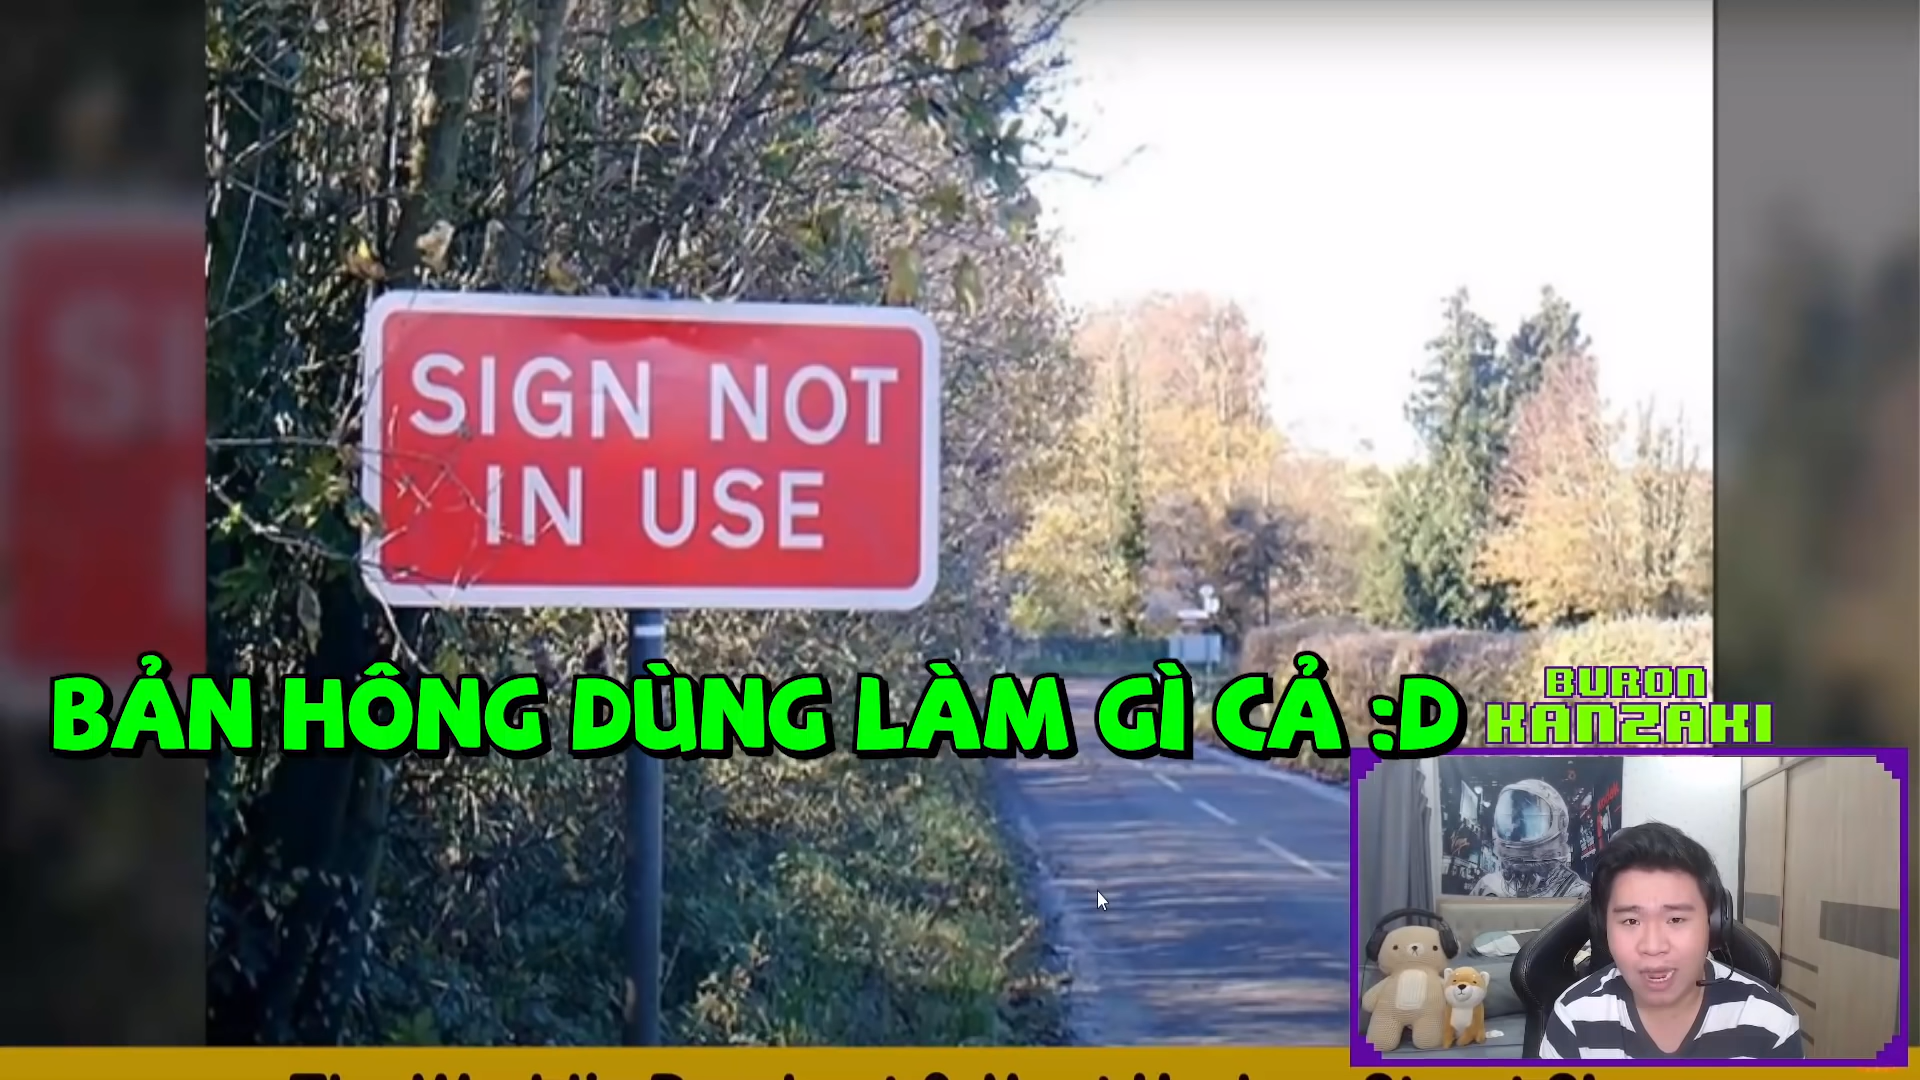 SIGN NOT
IN USE
BẢN HÔNG DÙNG LÀM GÌ CẢ :D
BURON
KANZAKI